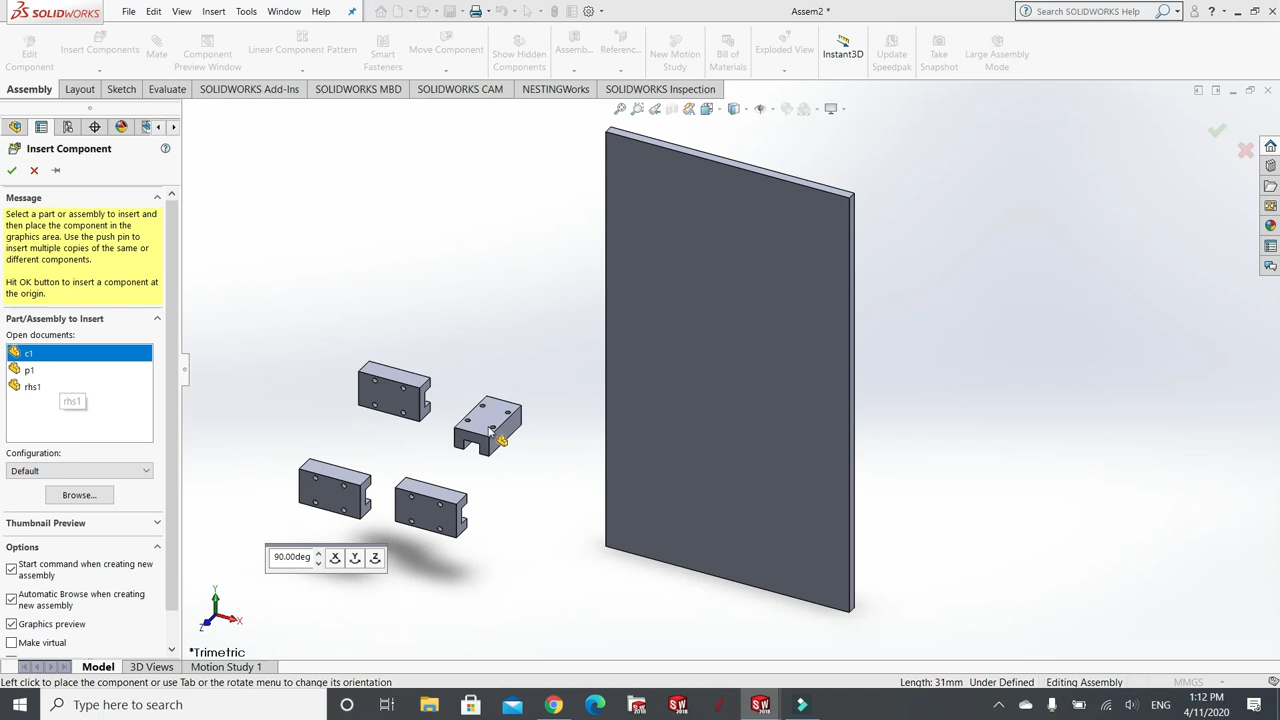 SOLIDWORKS
File Edit View Insert Tools Window Help
Assem2 *
Search SOLIDWORKS Help
Edit Component
Insert Components
Mate
Component Preview Window
Linear Component Pattern
Smart Fasteners
Move Component
Show Hidden Components
Assemb...
Referenc...
New Motion Study
Bill of Materials
Exploded View
Instant3D
Update Speedpak
Take Snapshot
Large Assembly Mode
Assembly Layout Sketch Evaluate SOLIDWORKS Add-Ins SOLIDWORKS MBD SOLIDWORKS CAM NESTINGWorks SOLIDWORKS Inspection
Insert Component
Message
Select a part or assembly to insert and
then place the component in the
graphics area. Use the push pin to
insert multiple copies of the same or
different components.
Hit OK button to insert a component at
the origin.
Part/Assembly to Insert
Open documents:
c1
p1
rhs1
rhs1
Configuration:
Default
Browse...
Thumbnail Preview
Options
Start command when creating new
assembly
Automatic Browse when creating
new assembly
Graphics preview
Make virtual
90.00deg X Y Z
Y
X
Z
*Trimetric
Model 3D Views Motion Study 1
Left click to place the component or use Tab or the rotate menu to change its orientation
Length: 31mm Under Defined Editing Assembly MMGS
Type here to search
ENG
1:12 PM
4/11/2020